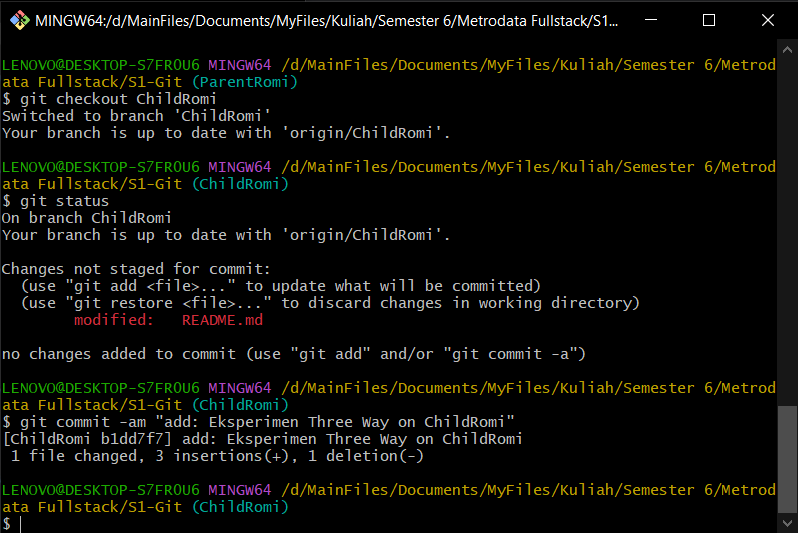 MINGW64:/d/MainFiles/Documents/MyFiles/Kuliah/Semester 6/Metrodata Fullstack/S1...
LENOVO@DESKTOP-S7FR0U6 MINGW64 /d/MainFiles/Documents/MyFiles/Kuliah/Semester 6/Metrod
ata Fullstack/S1-Git (ParentRomi)
$ git checkout ChildRomi
Switched to branch 'ChildRomi'
Your branch is up to date with 'origin/ChildRomi'.
LENOVO@DESKTOP-S7FR0U6 MINGW64 /d/MainFiles/Documents/MyFiles/Kuliah/Semester 6/Metrod
ata Fullstack/S1-Git (ChildRomi)
$ git status
On branch ChildRomi
Your branch is up to date with 'origin/ChildRomi'.
Changes not staged for commit:
  (use "git add <file>..." to update what will be committed)
  (use "git restore <file>..." to discard changes in working directory)
        modified:   README.md
no changes added to commit (use "git add" and/or "git commit -a")
LENOVO@DESKTOP-S7FR0U6 MINGW64 /d/MainFiles/Documents/MyFiles/Kuliah/Semester 6/Metrod
ata Fullstack/S1-Git (ChildRomi)
$ git commit -am "add: Eksperimen Three Way on ChildRomi"
[ChildRomi b1dd7f7] add: Eksperimen Three Way on ChildRomi
 1 file changed, 3 insertions(+), 1 deletion(-)
LENOVO@DESKTOP-S7FR0U6 MINGW64 /d/MainFiles/Documents/MyFiles/Kuliah/Semester 6/Metrod
ata Fullstack/S1-Git (ChildRomi)
$